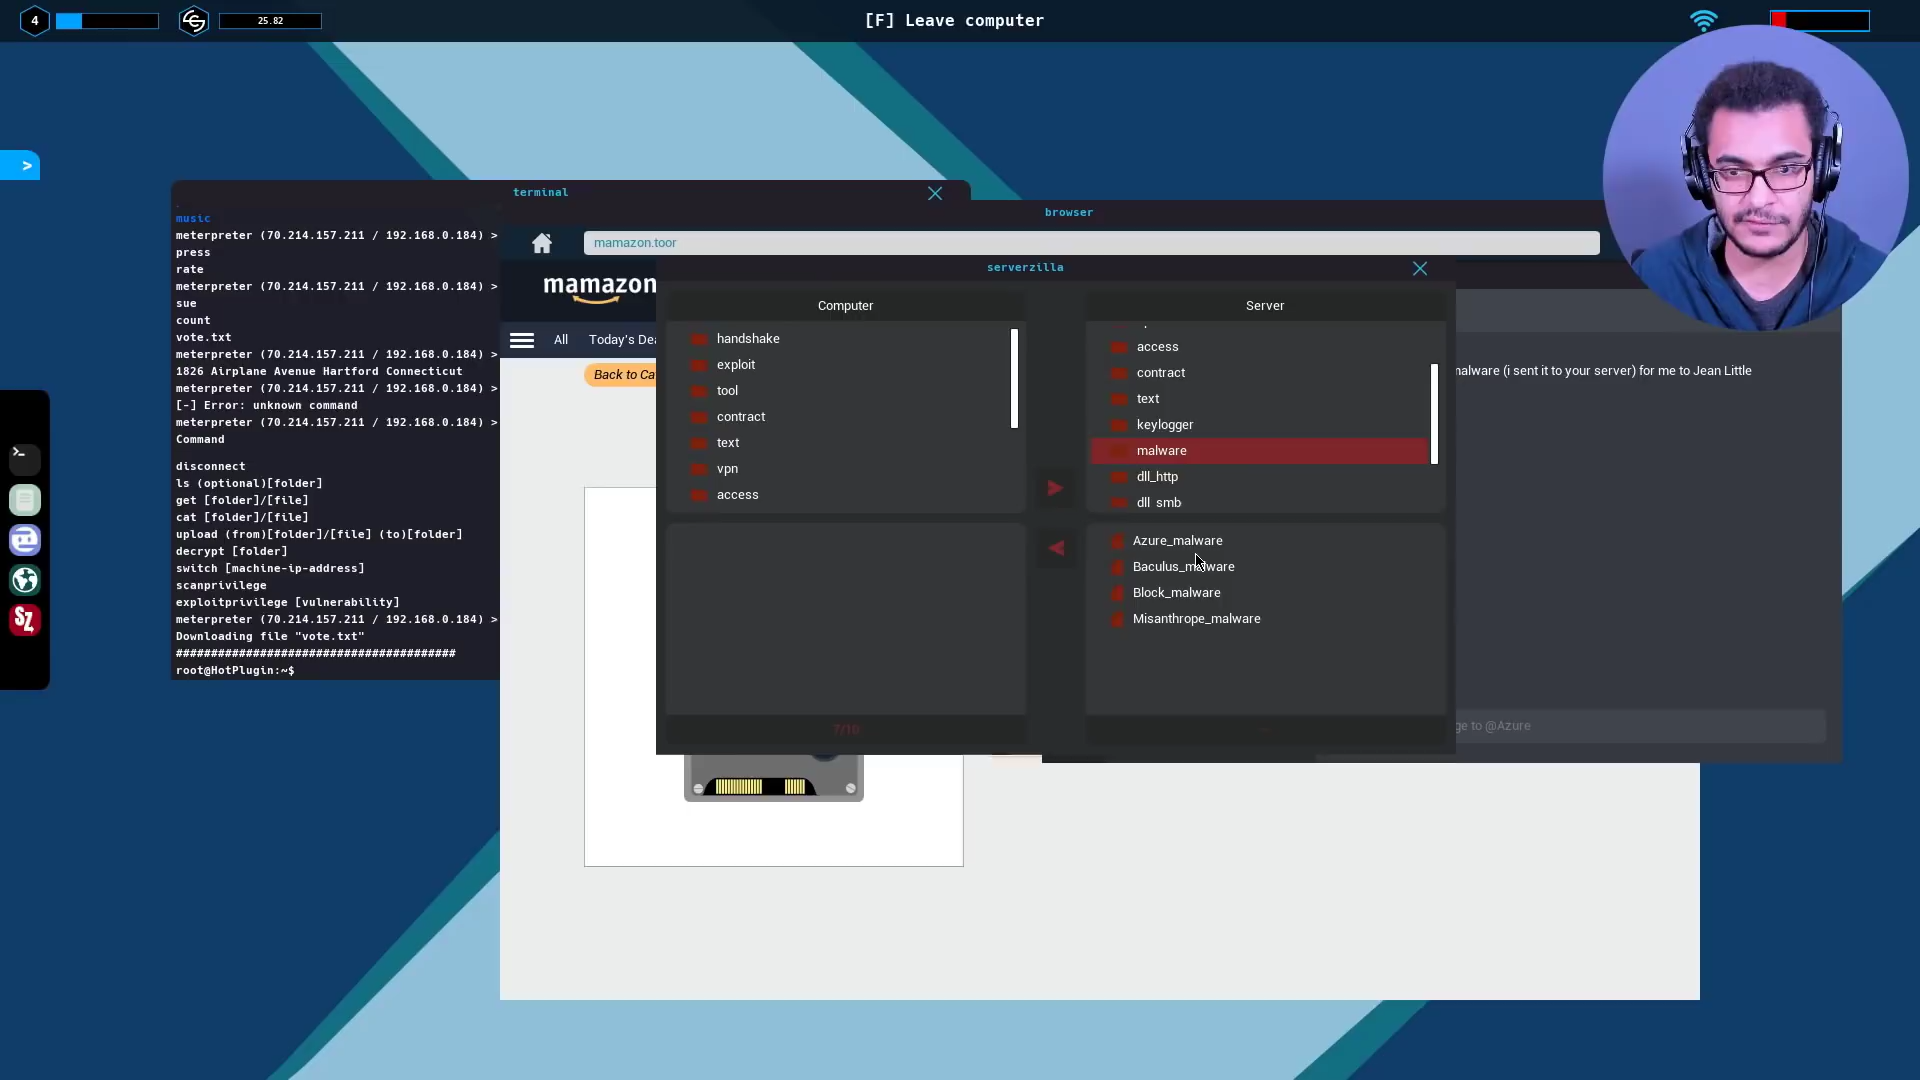 4
25.82
[F] Leave computer
>
terminal
music
meterpreter (70.214.157.211 / 192.168.0.184) >
press
rate
meterpreter (70.214.157.211 / 192.168.0.184) >
sue
count
vote.txt
meterpreter (70.214.157.211 / 192.168.0.184) >
1826 Airplane Avenue Hartford Connecticut
meterpreter (70.214.157.211 / 192.168.0.184) >
[-] Error: unknown command
meterpreter (70.214.157.211 / 192.168.0.184) >
Command
disconnect
ls (optional)[folder]
get [folder]/[file]
cat [folder]/[file]
upload (from)[folder]/[file] (to)[folder]
decrypt [folder]
switch [machine-ip-address]
scanprivilege
exploitprivilege [vulnerability]
meterpreter (70.214.157.211 / 192.168.0.184) >
Downloading file "vote.txt"
########################################
root@HotPlugin:~$
browser
mamazon.toor
mamazon
All
Today's Dea
Back to Ca
serverzilla
Computer
handshake
exploit
tool
contract
text
vpn
access
7/10
Server
access
contract
text
keylogger
malware
dll_http
dll_smb
Azure_malware
Baculus_malware
Block_malware
Misanthrope_malware
malware (i sent it to your server) for me to Jean Little
ge to @Azure
SZ